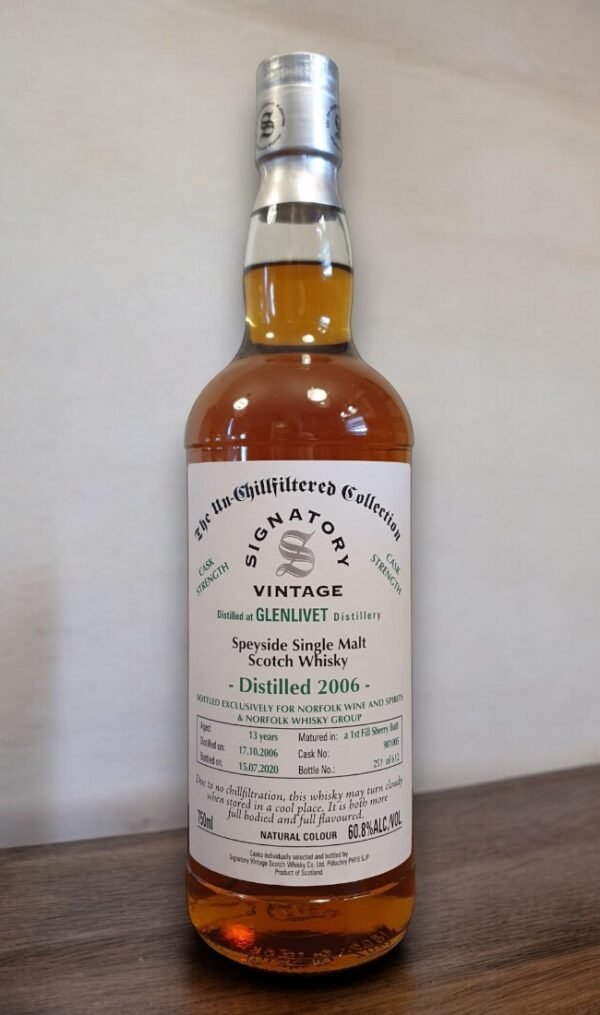 S
The Un-Chillfiltered Collection
SIGNATORY
S
VINTAGE
CASK STRENGTH
CASK STRENGTH
Distilled at GLENLIVET Distillery
Speyside Single Malt
Scotch Whisky
- Distilled 2006 -
BOTTLED EXCLUSIVELY FOR NORFOLK WINE AND SPIRITS
& NORFOLK WHISKY GROUP
Aged: 13 years Matured in: a 1st Fill Sherry Butt
Distilled on: 17.10.2006 Cask No: 901005
Bottled on: 15.07.2020 Bottle No.: 251 of 612
Due to no chillfiltration, this whisky may turn cloudy
when stored in a cool place. It is both more
full bodied and full flavoured.
750ml NATURAL COLOUR 60.8%ALC/VOL
Casks individually selected and bottled by
Signatory Vintage Scotch Whisky Co. Ltd. Pitlochry PH16 5JP
Product of Scotland